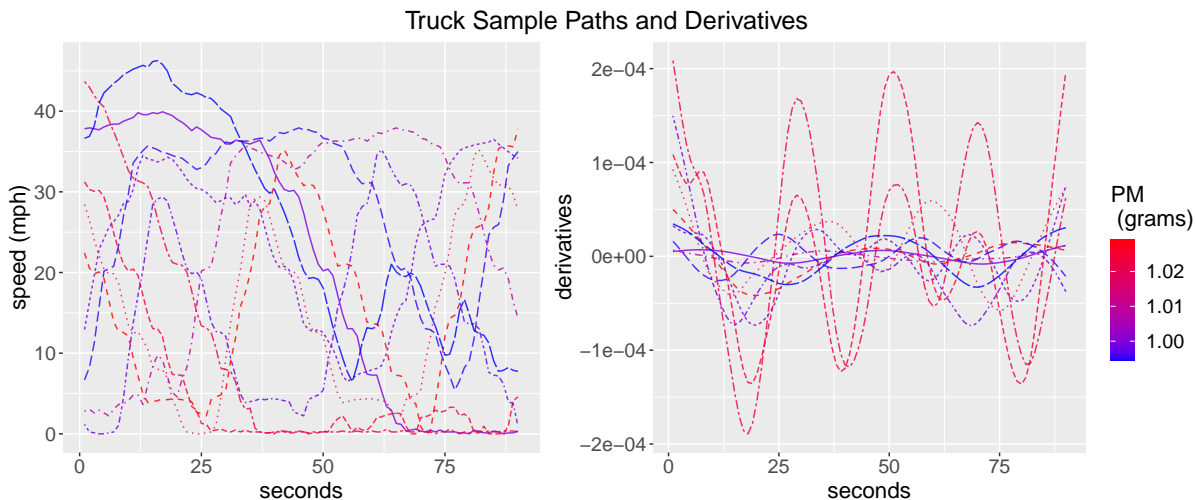 Truck Sample Paths and Derivatives
speed (mph)
40
30
20
10
0
0 25 50 75
seconds
derivatives
2e−04
1e−04
0e+00
−1e−04
−2e−04
0 25 50 75
seconds
PM
(grams)
1.02
1.01
1.00